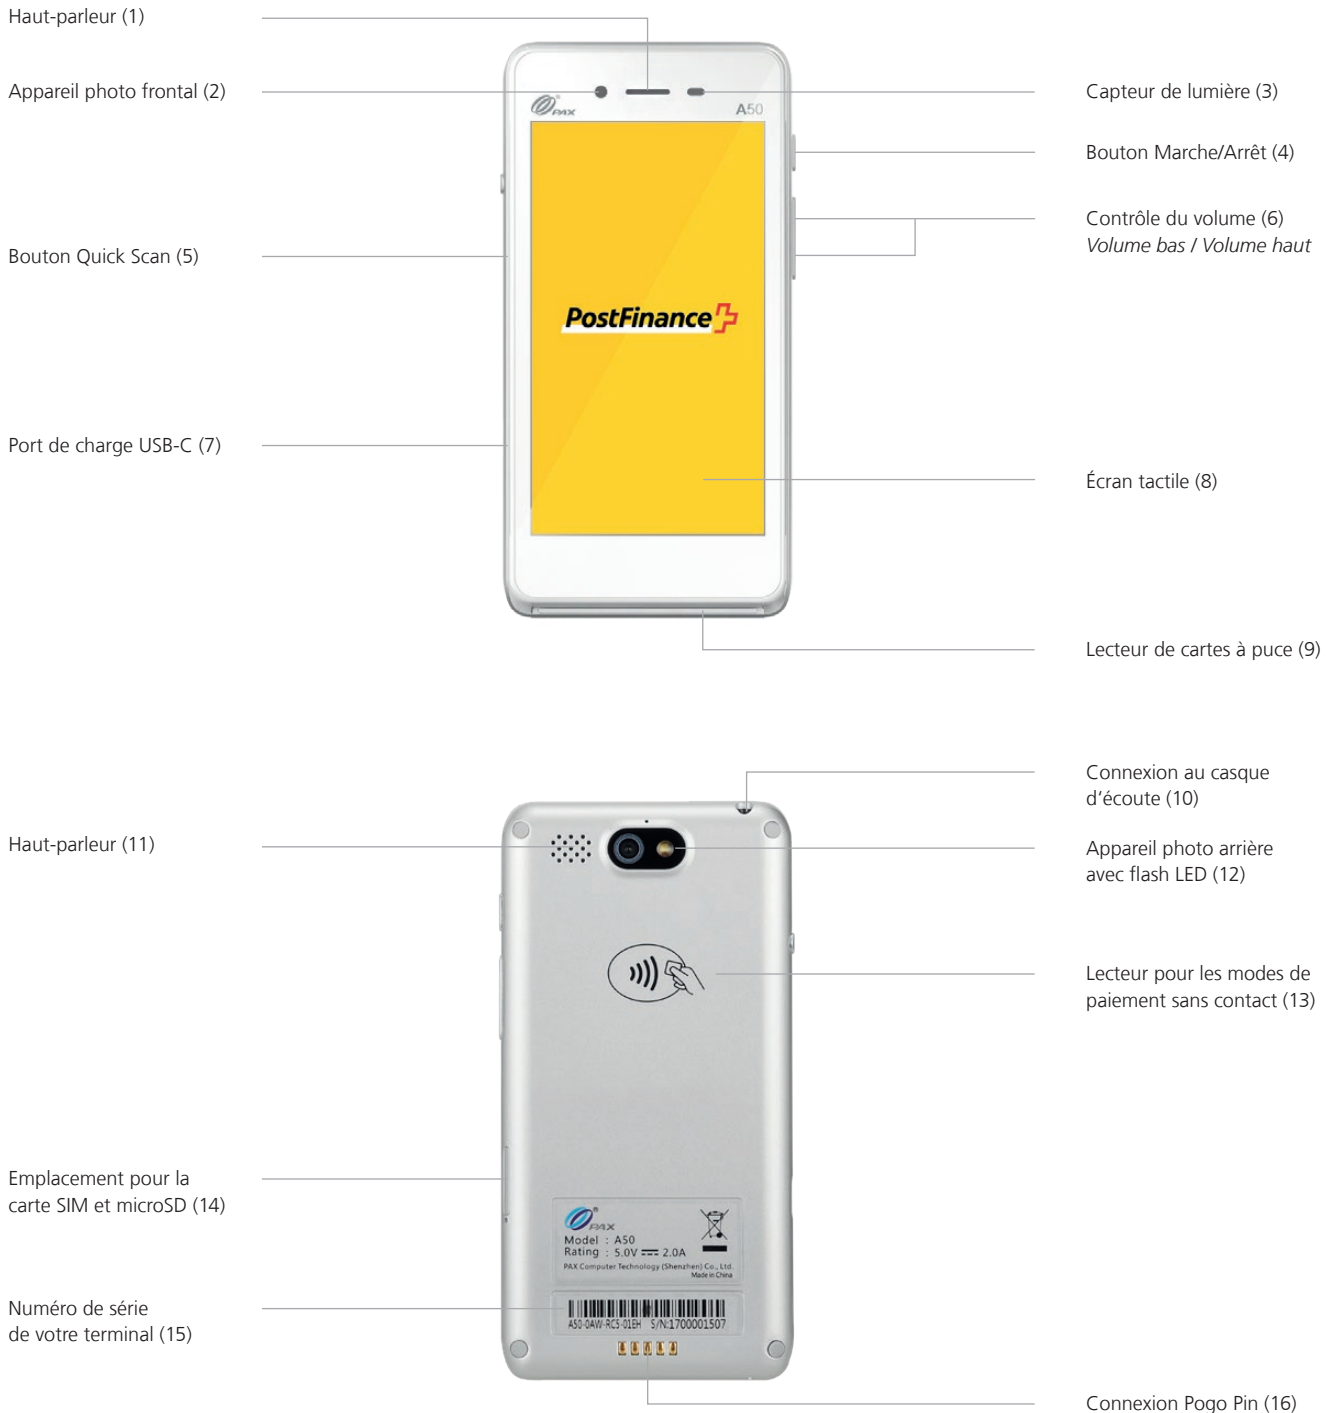 Haut-parleur (1)
Appareil photo frontal (2)
Capteur de lumière (3)
PAX
A50
Bouton Marche/Arrêt (4)
Contrôle du volume (6)
Volume bas / Volume haut
Bouton Quick Scan (5)
PostFinance
Port de charge USB-C (7)
Écran tactile (8)
Lecteur de cartes à puce (9)
Connexion au casque
d'écoute (10)
Haut-parleur (11)
Appareil photo arrière
avec flash LED (12)
Lecteur pour les modes de
paiement sans contact (13)
Emplacement pour la
carte SIM et microSD (14)
PAX
Model : A50
Rating : 5.0V 2.0A
PAX Computer Technology (Shenzhen) Co., Ltd.
Made in China
Numéro de série
de votre terminal (15)
A50-0AW-RC5-01EH S/N:1700001507
Connexion Pogo Pin (16)